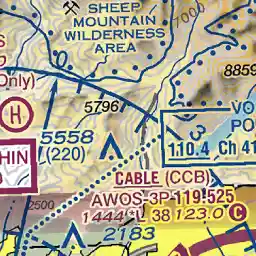 SHEEP
MOUNTAIN
WILDERNESS
AREA
7000
Only)
8859
5796
VO
PO
H
5558
(220)
110.4 Ch 41
HIN
CABLE (CCB)
2500
AWOS-3P 119.525
1444 L 38 123.0 C
2183